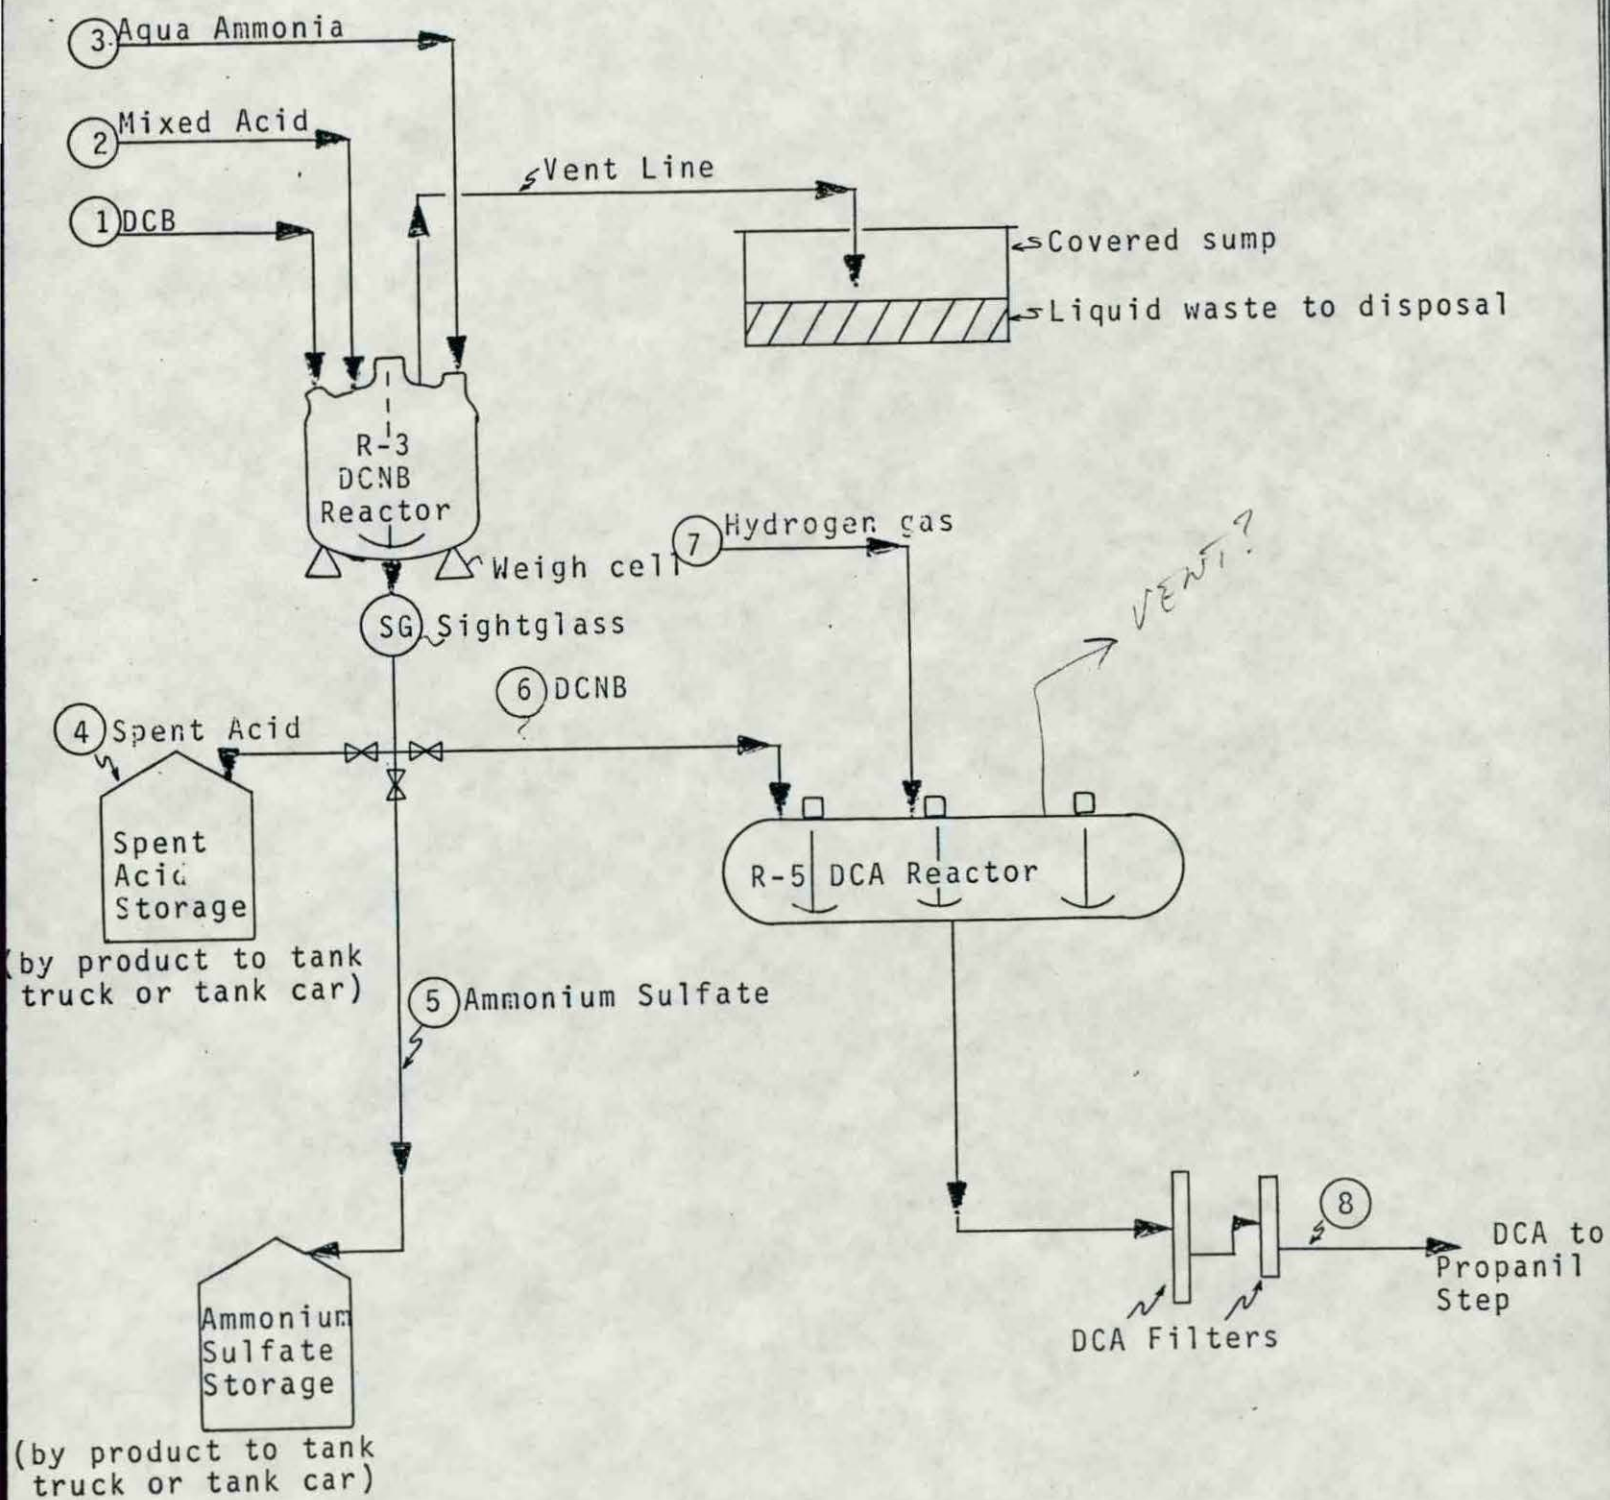 3 Aqua Ammonia
2 Mixed Acid
Vent Line
1 DCB
Covered sump
Liquid waste to disposal
R-3
DCNB
Reactor
Weigh cell
7 Hydrogen gas
VENT?
SG Sightglass
6 DCNB
4 Spent Acid
Spent
Acid
Storage
R-5 DCA Reactor
(by product to tank
truck or tank car)
5 Ammonium Sulfate
8
DCA to
Propanil
Step
DCA Filters
Ammonium
Sulfate
Storage
(by product to tank
truck or tank car)